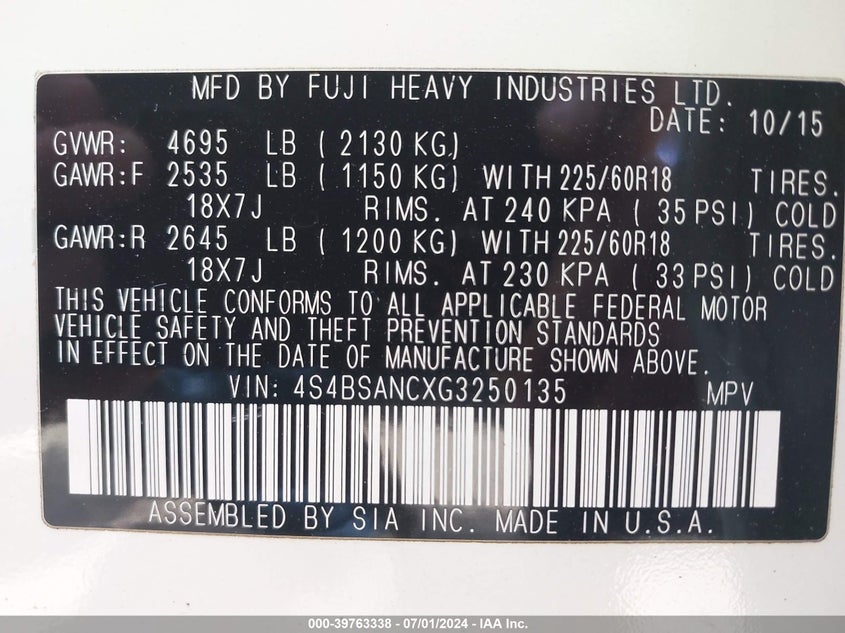 MFD BY FUJI HEAVY INDUSTRIES LTD.
DATE: 10/15
GVWR: 4695 LB ( 2130 KG.)
GAWR:F 2535 LB ( 1150 KG) WITH 225/60R18 TIRES.
18X7J RIMS. AT 240 KPA ( 35 PSI) COLD
GAWR:R 2645 LB ( 1200 KG) WITH 225/60R18 TIRES.
18X7J RIMS. AT 230 KPA ( 33 PSI) COLD
THIS VEHICLE CONFORMS TO ALL APPLICABLE FEDERAL MOTOR
VEHICLE SAFETY AND THEFT PREVENTION STANDARDS
IN EFFECT ON THE DATE OF MANUFACTURE SHOWN ABOVE.
VIN: 4S4BSANCXG3250135 MPV
ASSEMBLED BY SIA INC. MADE IN U.S.A.
000-39763338 - 07/01/2024 - IAA Inc.